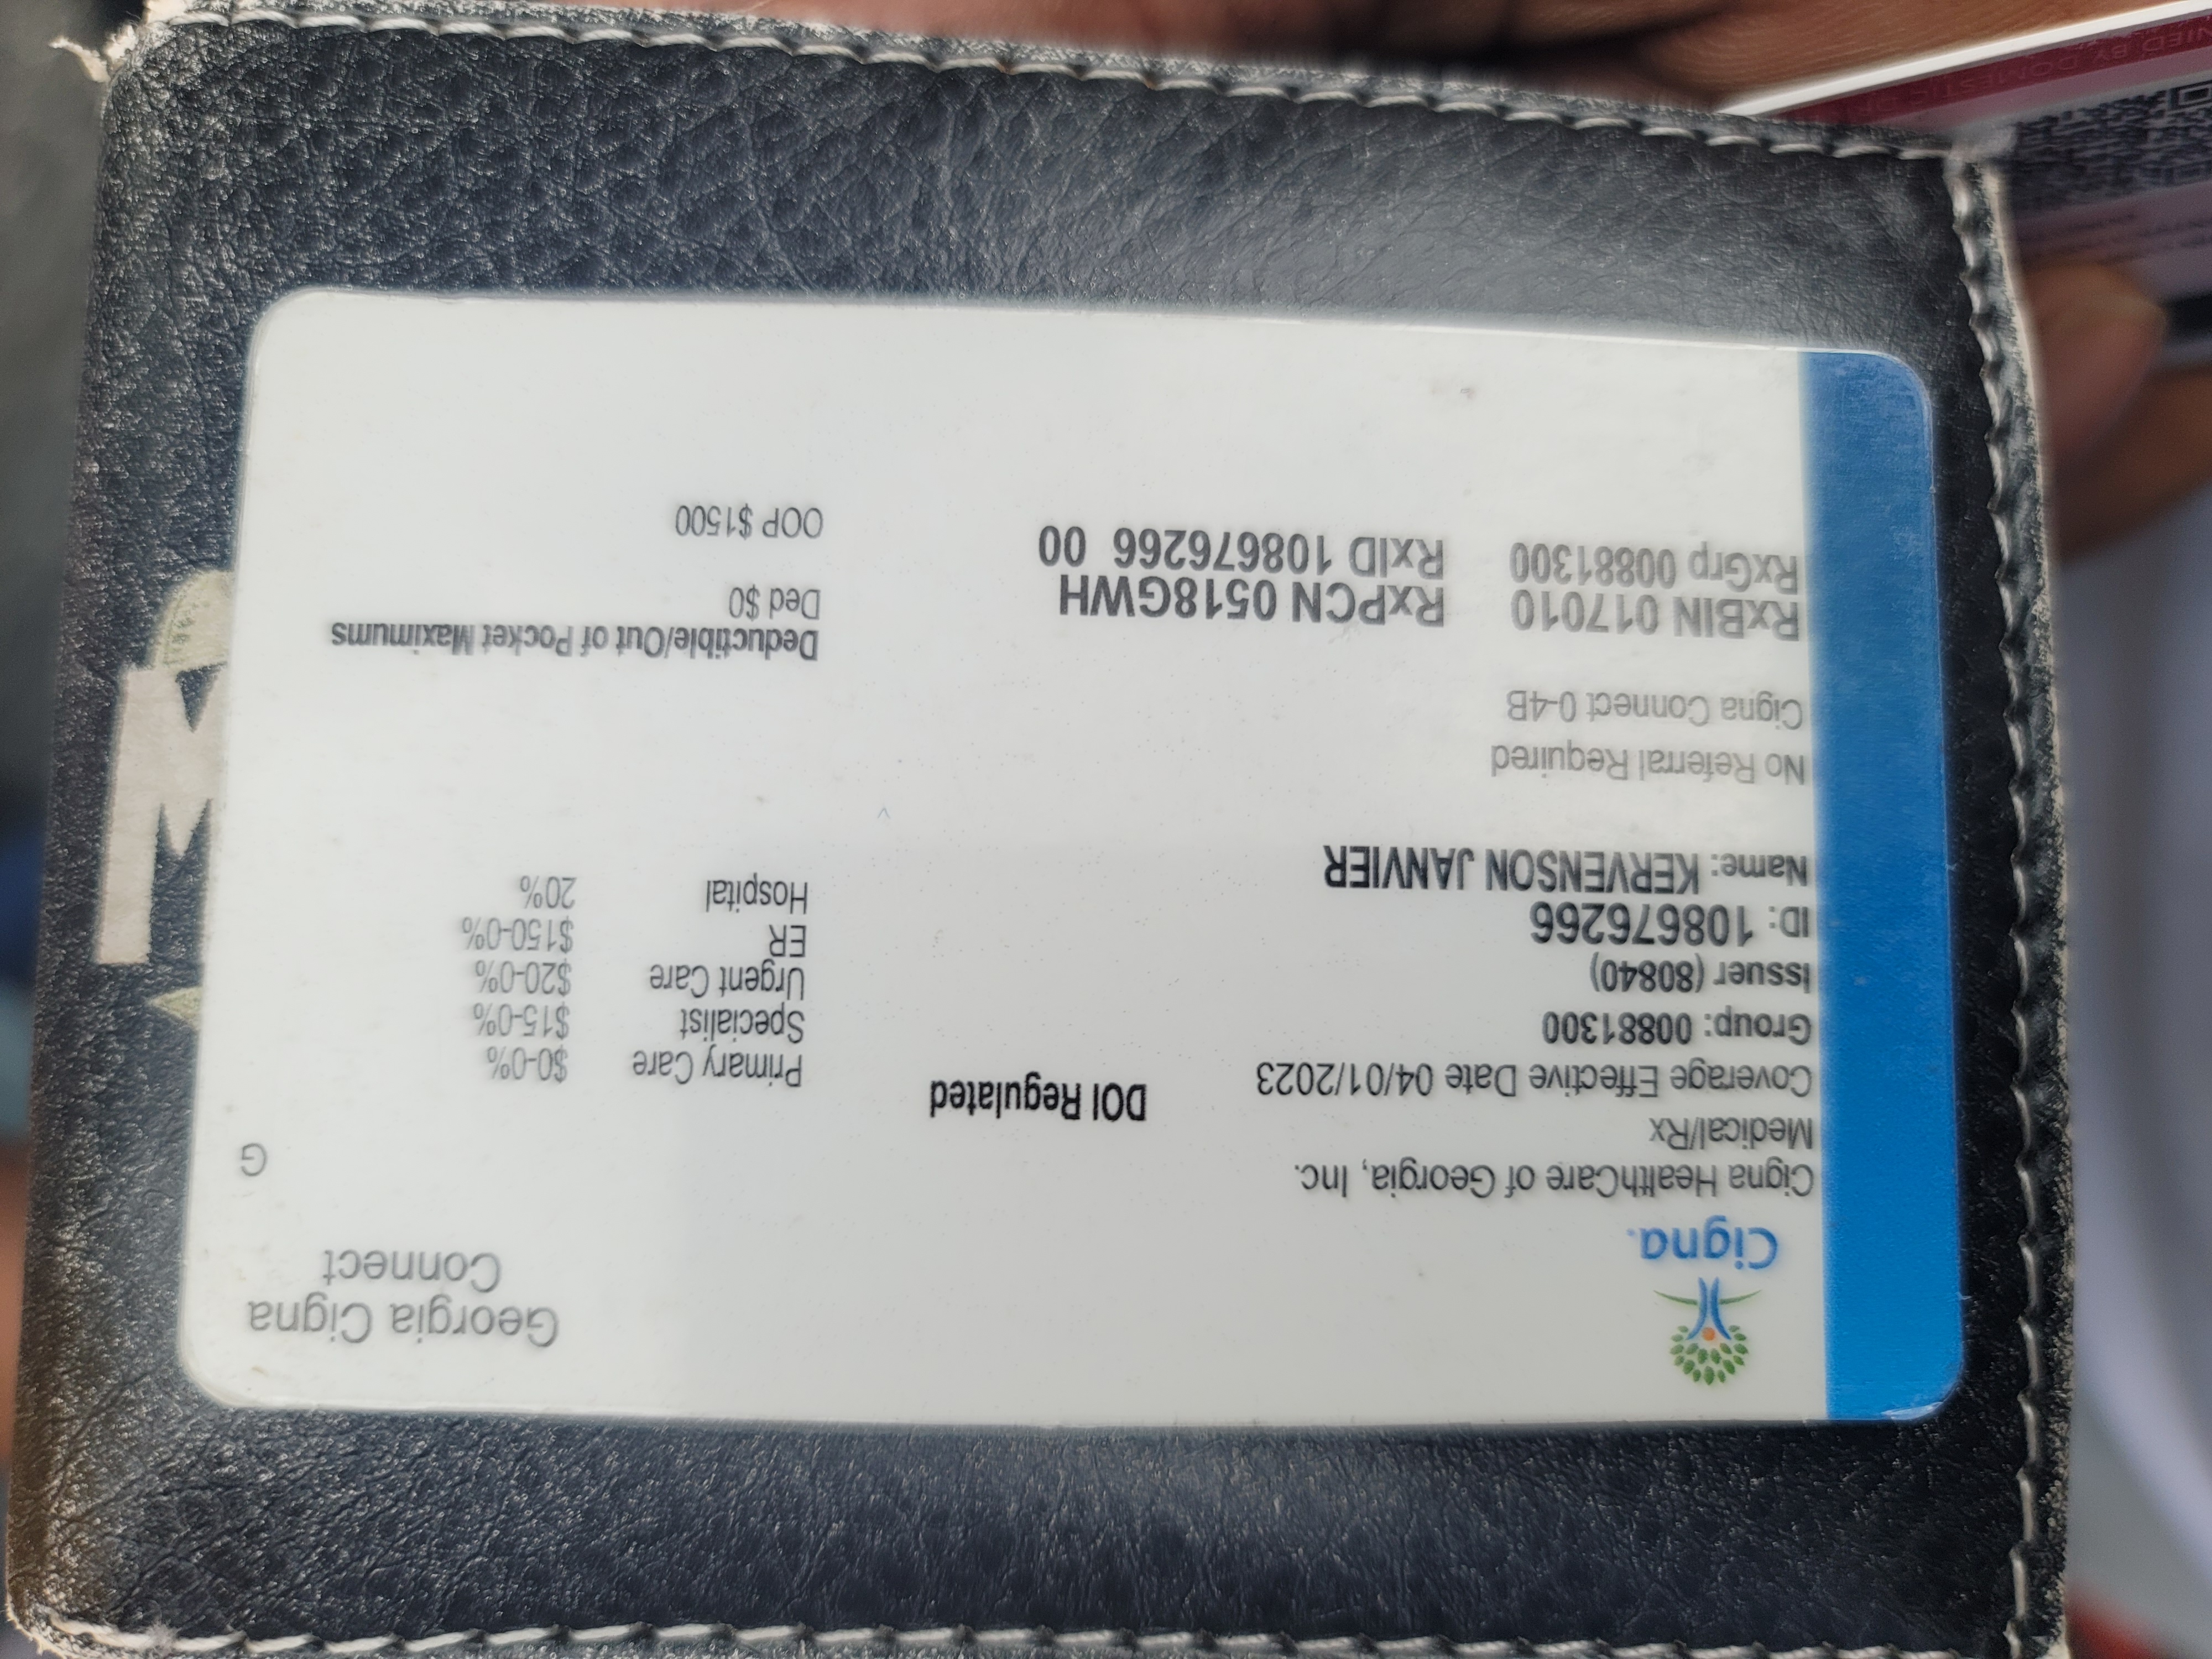 Georgia Cigna
Connect
G
Cigna.
Cigna HealthCare of Georgia, Inc.
Medical/Rx
Coverage Effective Date 04/01/2023
DOI Regulated
Group: 00881300
Issuer (80840)
ID: 108676266
Name: KERVENSON JANVIER
Primary Care $0-0%
Specialist $15-0%
Urgent Care $20-0%
ER $150-0%
Hospital 20%
No Referral Required
Cigna Connect 0-4B
RxBIN 017010 RxPCN 0518GWH
RxGrp 00881300 RxID 108676266 00
Deductible/Out of Pocket Maximums
Ded $0
OOP $1500